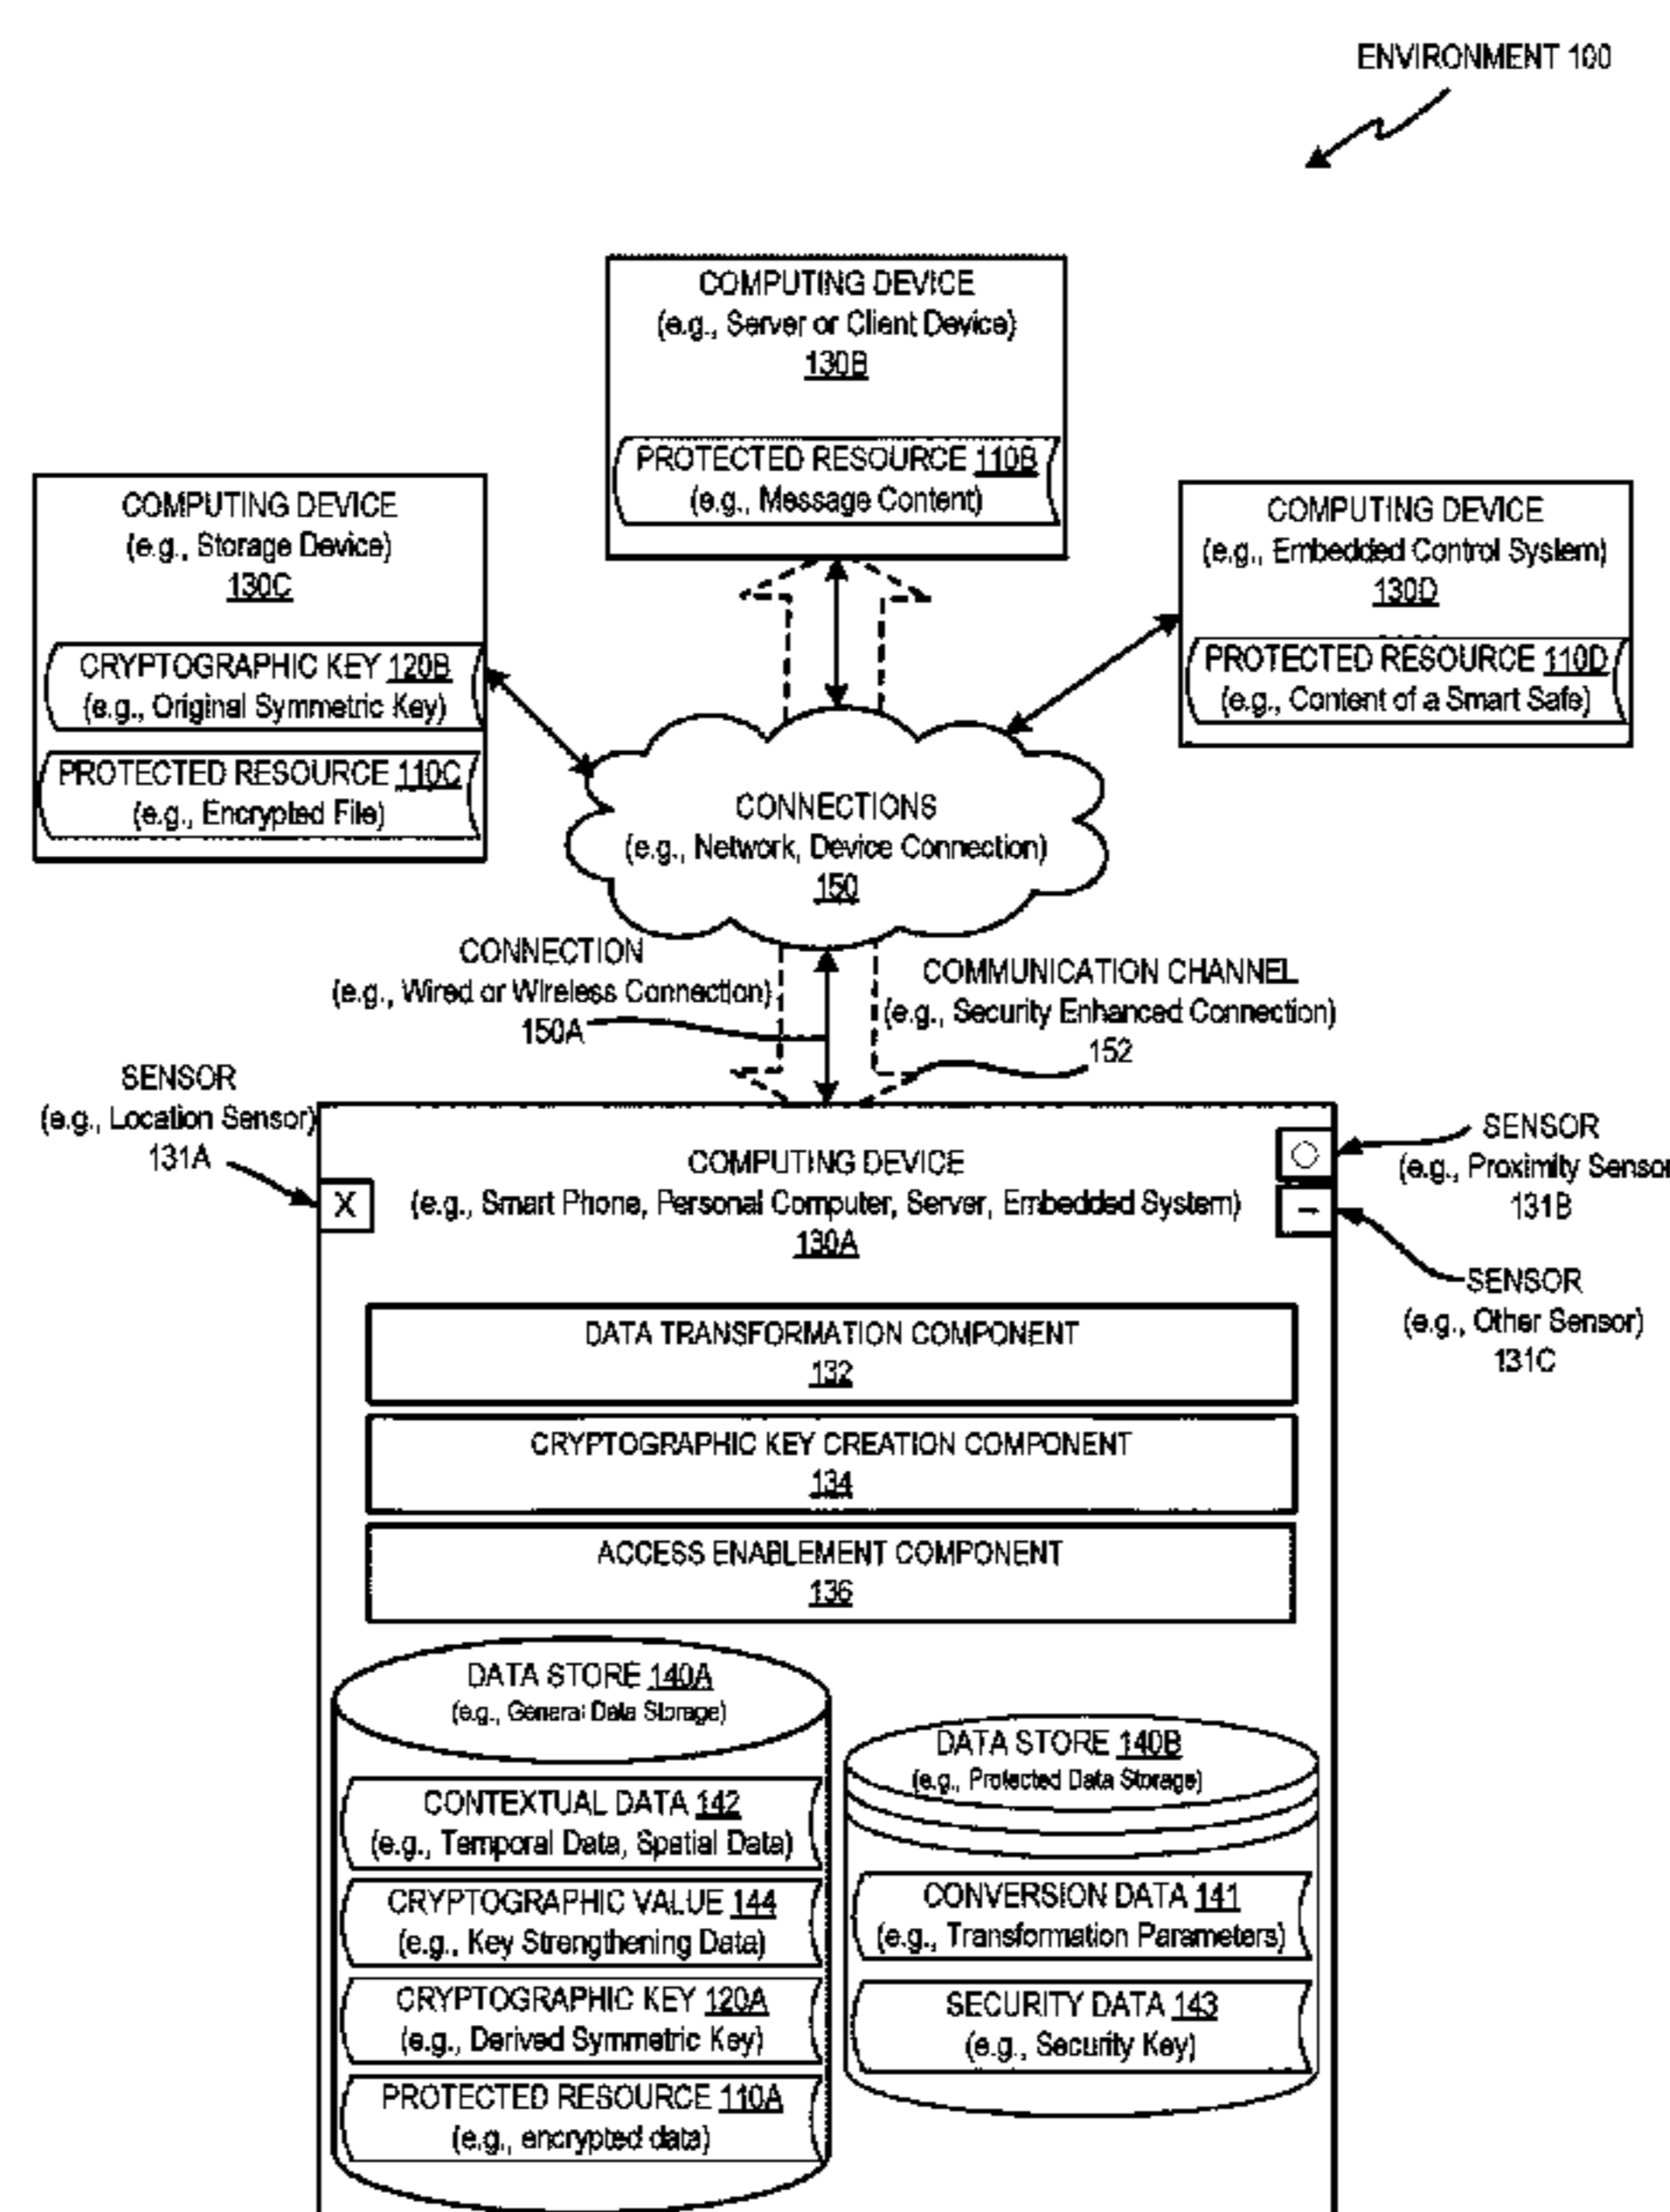 ENVIRONMENT 100
COMPUTING DEVICE
(e.g., Server or Client Device)
130B
PROTECTED RESOURCE 110B
(e.g., Message Content)
COMPUTING DEVICE
(e.g., Storage Device)
130C
CRYPTOGRAPHIC KEY 120B
(e.g., Original Symmetric Key)
PROTECTED RESOURCE 110C
(e.g., Encrypted File)
COMPUTING DEVICE
(e.g., Embedded Control System)
130D
PROTECTED RESOURCE 110D
(e.g., Content of a Smart Safe)
CONNECTIONS
(e.g., Network, Device Connection)
150
CONNECTION
(e.g., Wired or Wireless Connection)
150A
COMMUNICATION CHANNEL
(e.g., Security Enhanced Connection)
152
SENSOR
(e.g., Location Sensor)
131A
X
COMPUTING DEVICE
(e.g., Smart Phone, Personal Computer, Server, Embedded System)
130A
SENSOR
(e.g., Proximity Sensor
131B
SENSOR
(e.g., Other Sensor)
131C
DATA TRANSFORMATION COMPONENT
132
CRYPTOGRAPHIC KEY CREATION COMPONENT
134
ACCESS ENABLEMENT COMPONENT
136
DATA STORE 140A
(e.g., General Data Storage)
CONTEXTUAL DATA 142
(e.g., Temporal Data, Spatial Data)
CRYPTOGRAPHIC VALUE 144
(e.g., Key Strengthening Data)
CRYPTOGRAPHIC KEY 120A
(e.g., Derived Symmetric Key)
PROTECTED RESOURCE 110A
(e.g., encrypted data)
DATA STORE 140B
(e.g., Protected Data Storage)
CONVERSION DATA 141
(e.g., Transformation Parameters)
SECURITY DATA 143
(e.g., Security Key)